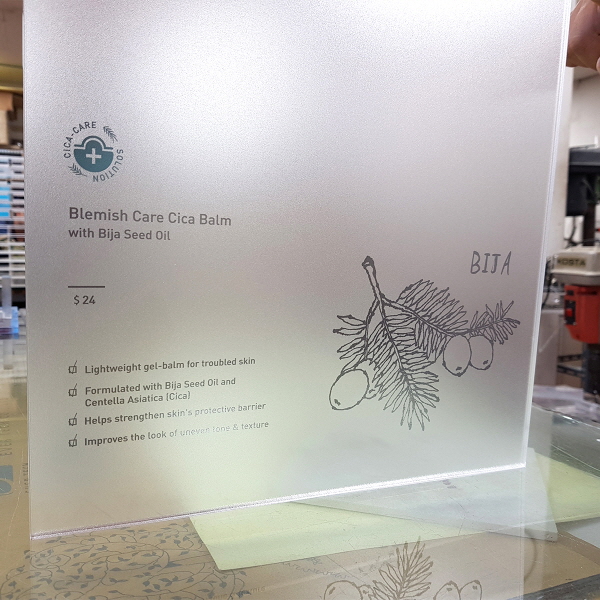 CICA-CARE
SOLUTION
Blemish Care Cica Balm
with Bija Seed Oil
$ 24
BIJA
Lightweight gel-balm for troubled skin
Formulated with Bija Seed Oil and
Centella Asiatica (Cica)
Helps strengthen skin's protective barrier
Improves the look of uneven tone & texture